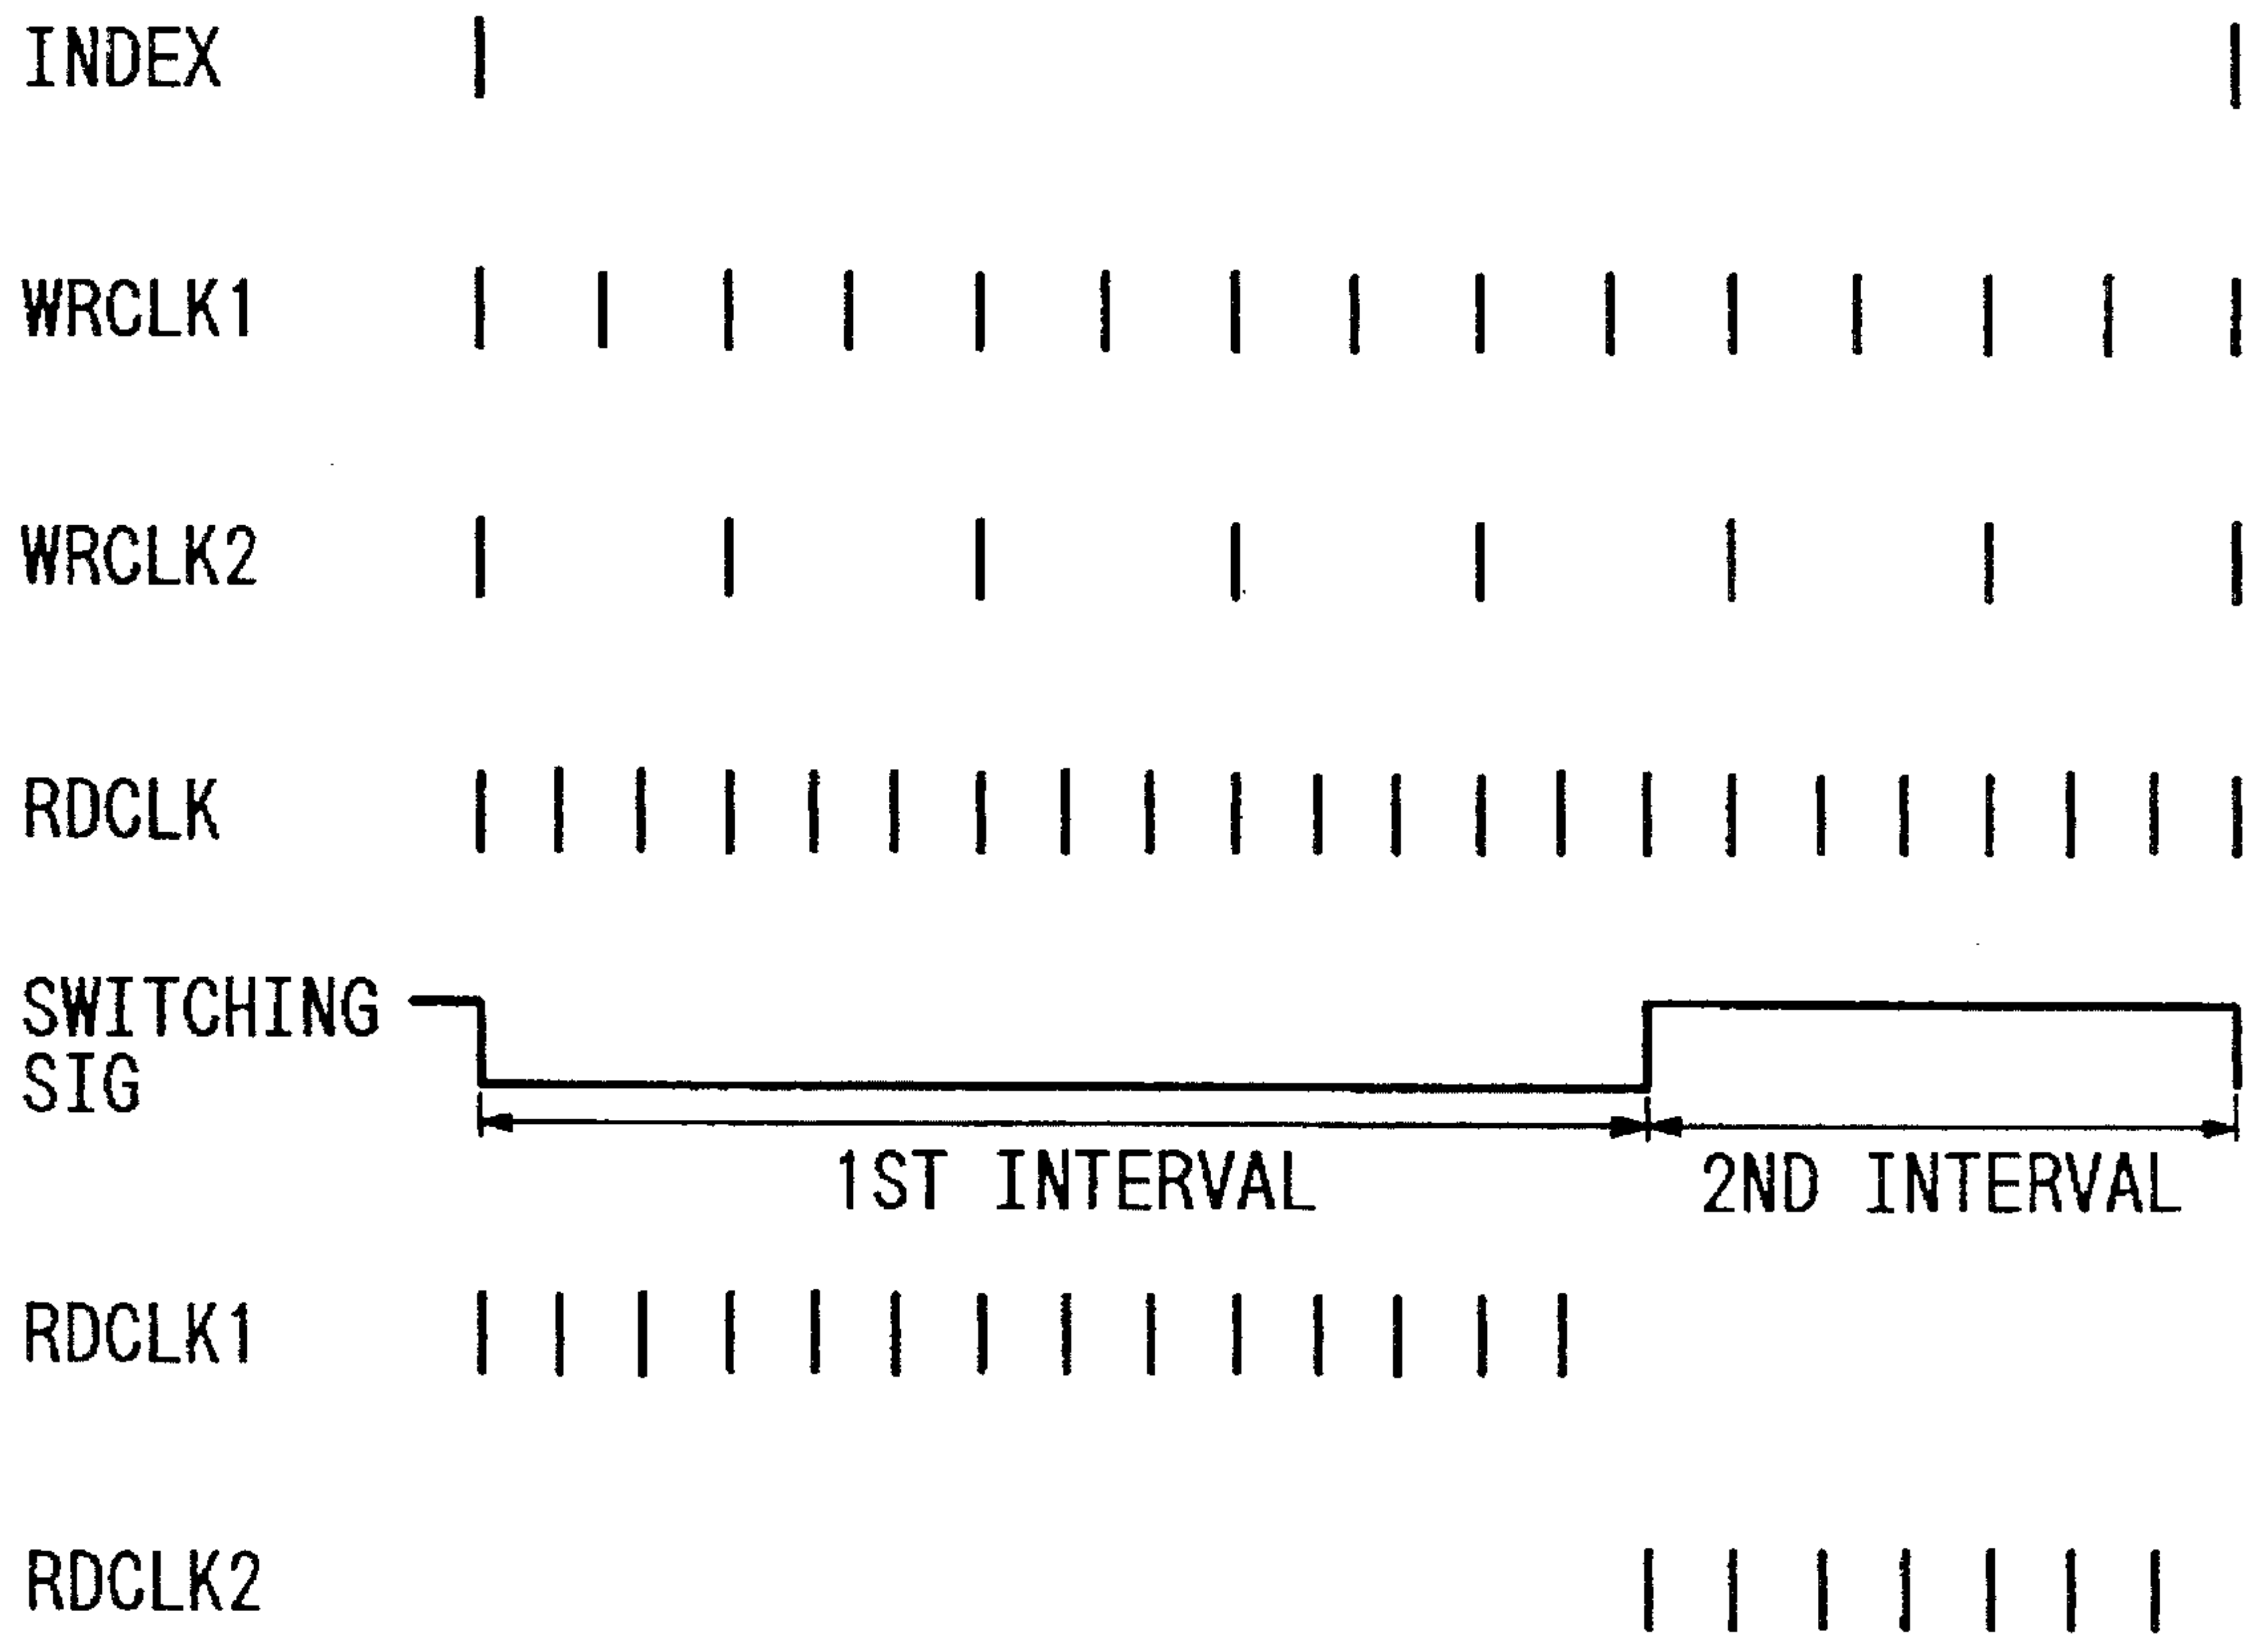 INDEX
WRCLK1
WRCLK2
RDCLK
SWITCHING
SIG
1ST INTERVAL
2ND INTERVAL
RDCLK1
RDCLK2